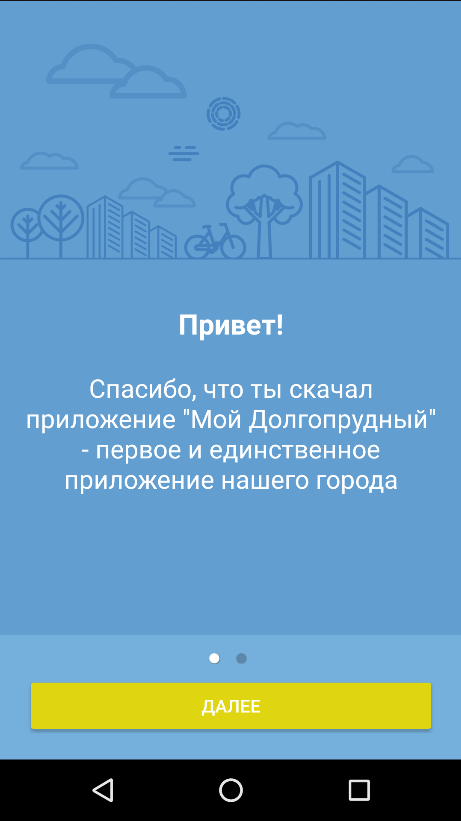 Привет!
Спасибо, что ты скачал
приложение "Мой Долгопрудный"
- первое и единственное
приложение нашего города
ДАЛЕЕ